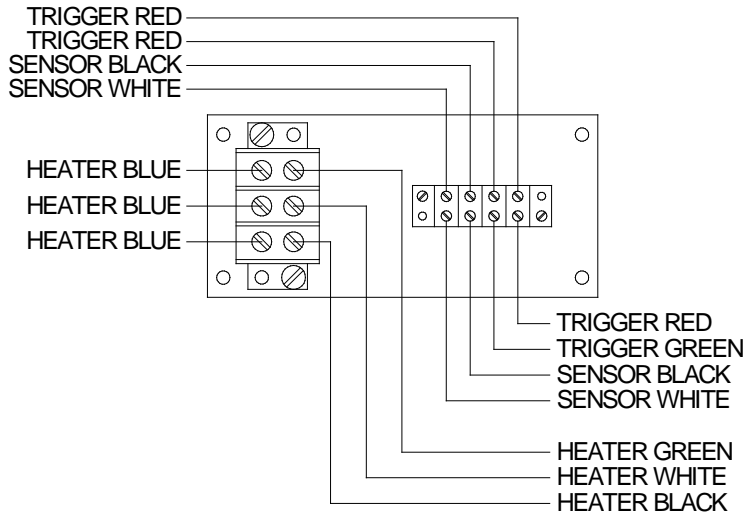 TRIGGER RED
TRIGGER RED
SENSOR BLACK
SENSOR WHITE
HEATER BLUE
HEATER BLUE
HEATER BLUE
TRIGGER RED
TRIGGER GREEN
SENSOR BLACK
SENSOR WHITE
HEATER GREEN
HEATER WHITE
HEATER BLACK